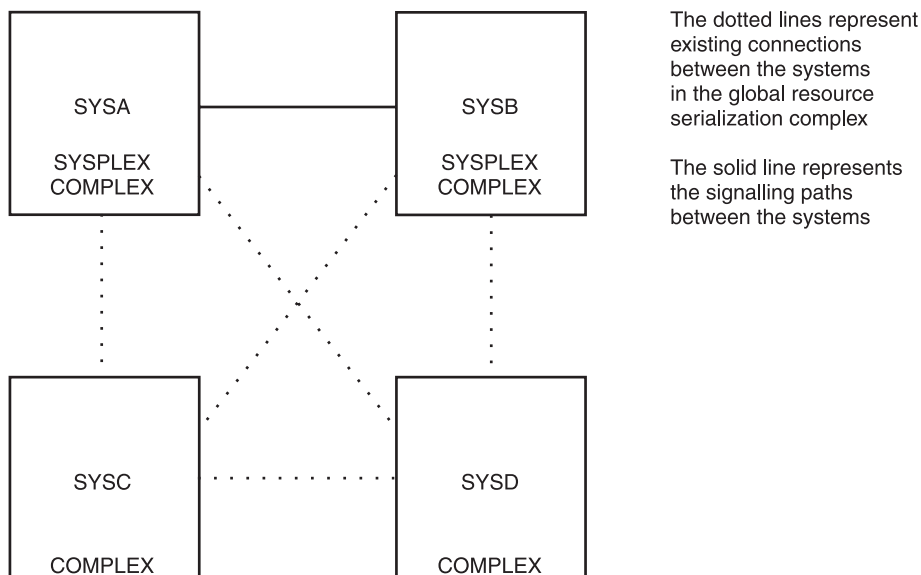 SYSA
SYSPLEX
COMPLEX
SYSB
SYSPLEX
COMPLEX
The dotted lines represent
existing connections
between the systems
in the global resource
serialization complex
The solid line represents
the signalling paths
between the systems
SYSC
COMPLEX
SYSD
COMPLEX